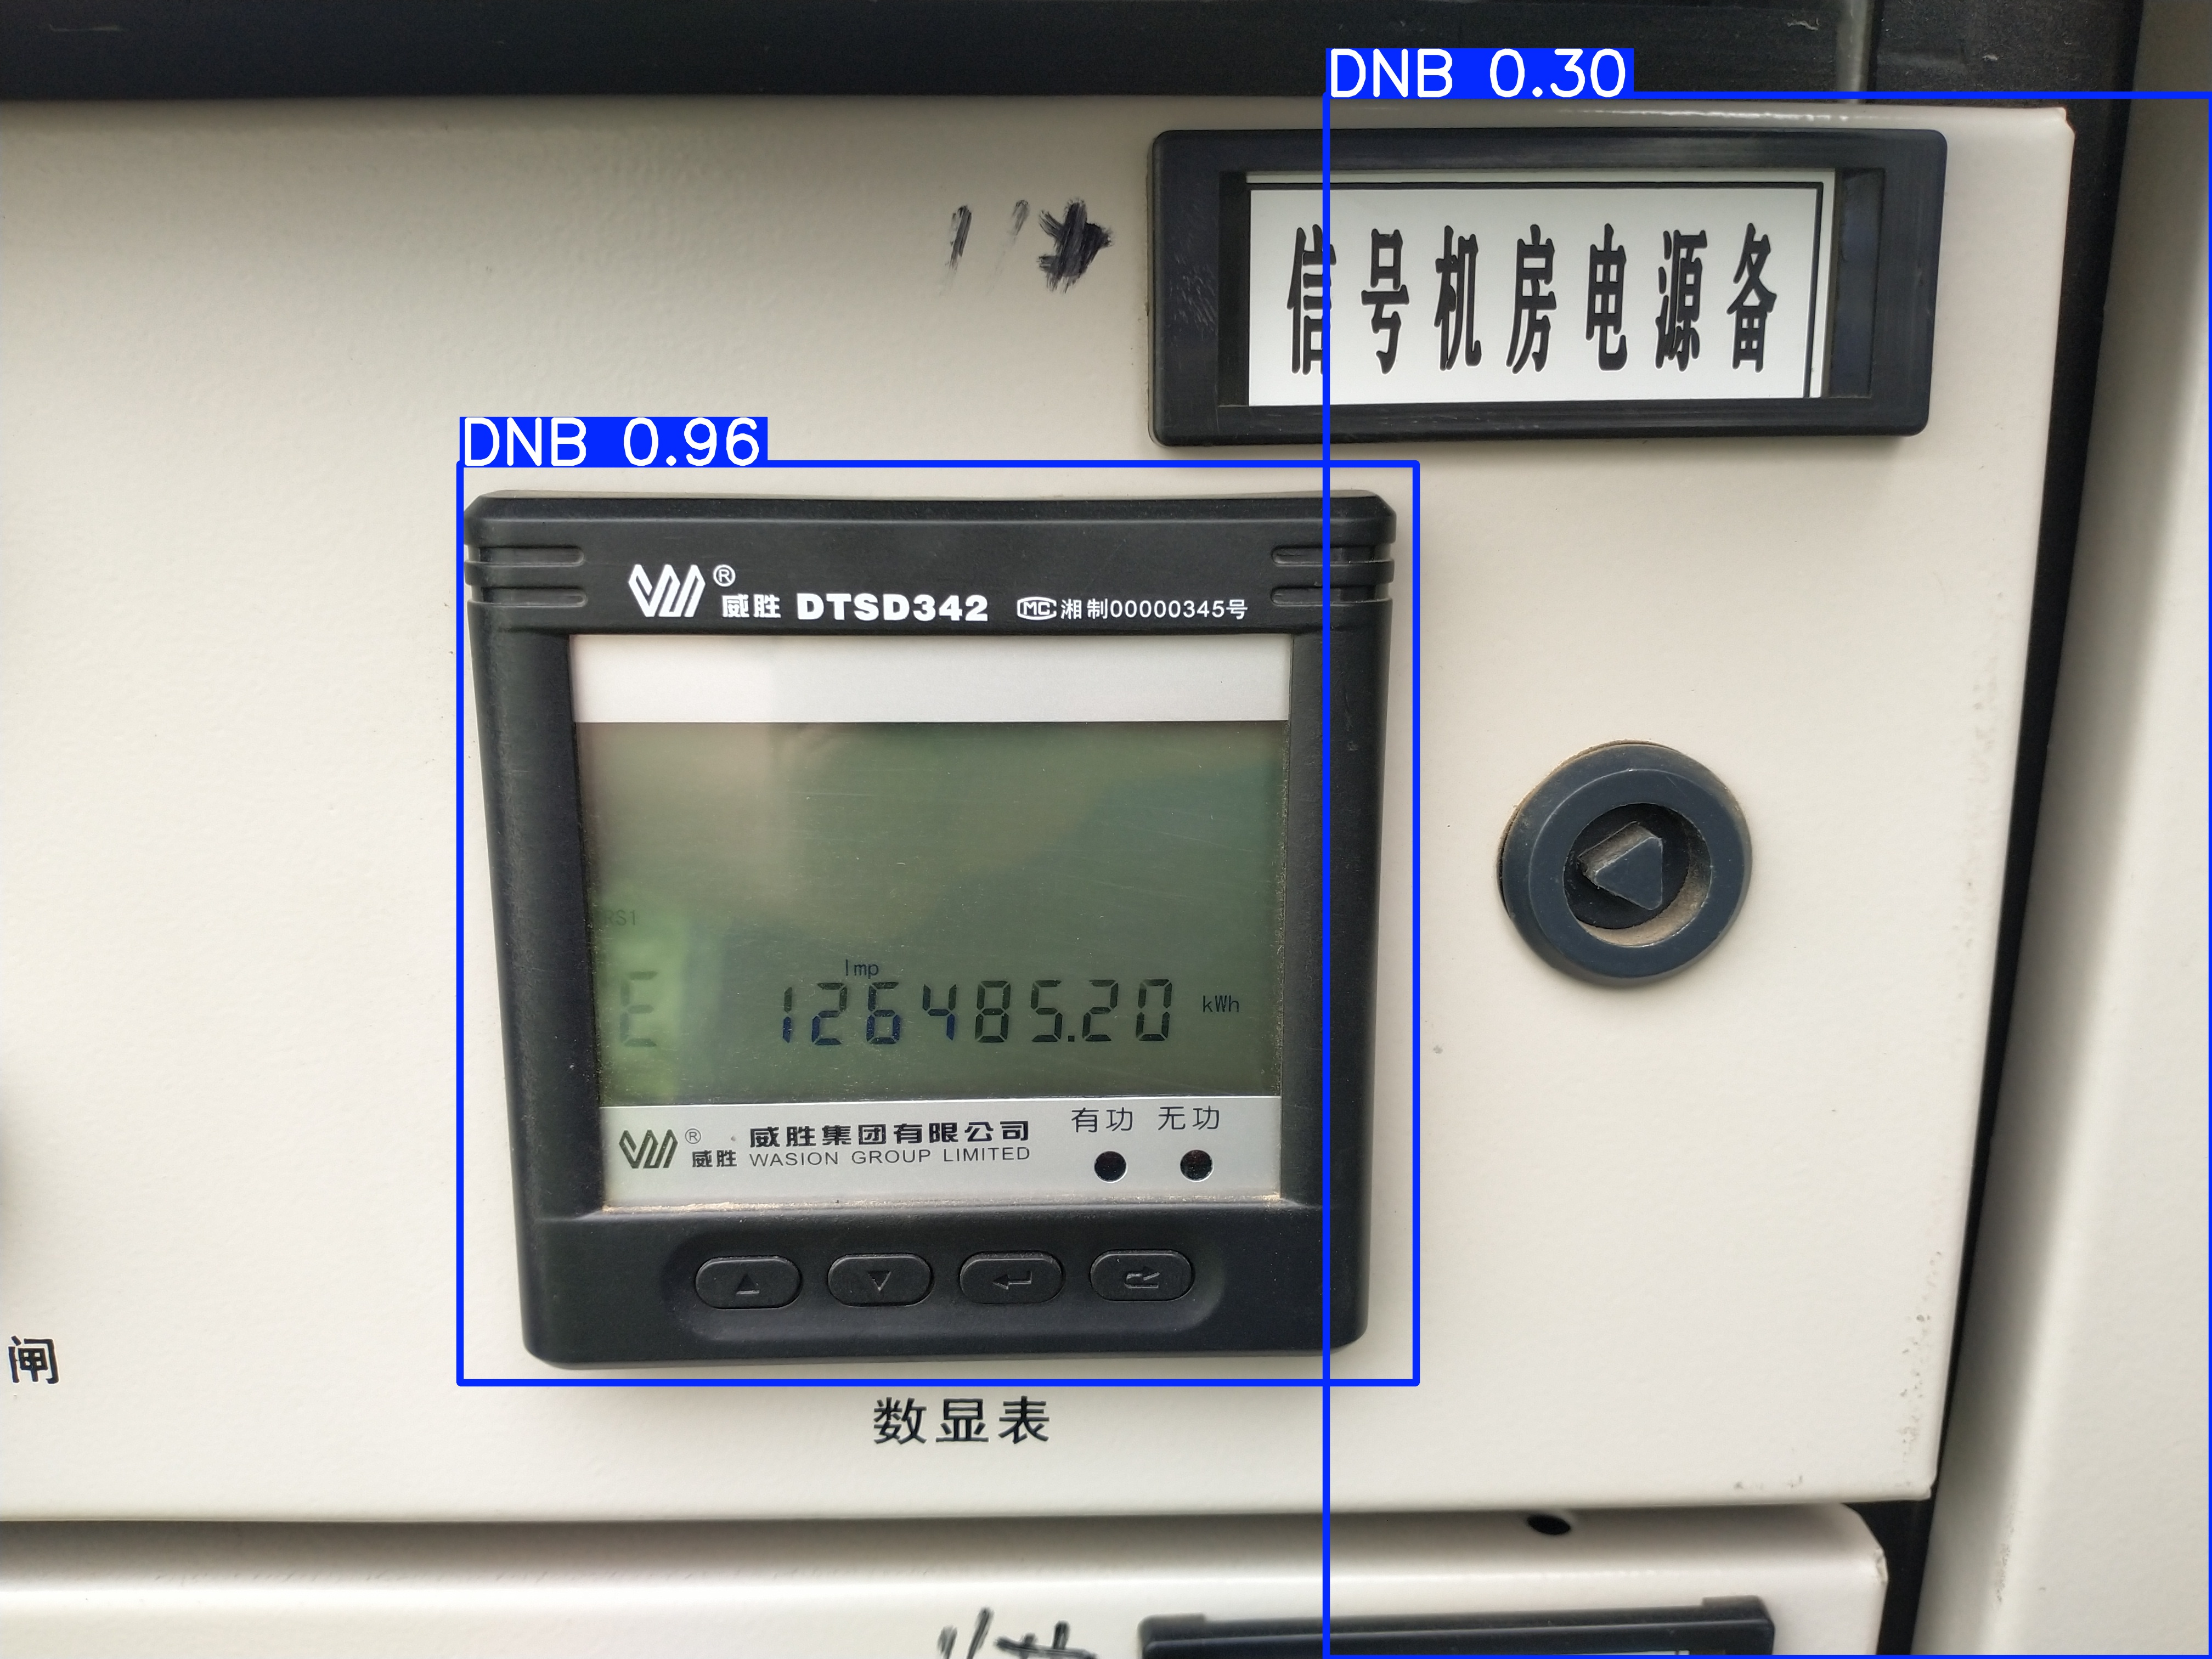 DNB 0.30
信号机房电源备
DNB 0.96
威胜 DTSD342 MC 湘制00000345号
RS1
Imp
E 126485.20 kWh
有功 无功
威胜 威胜集团有限公司
WASION GROUP LIMITED
闸
数显表